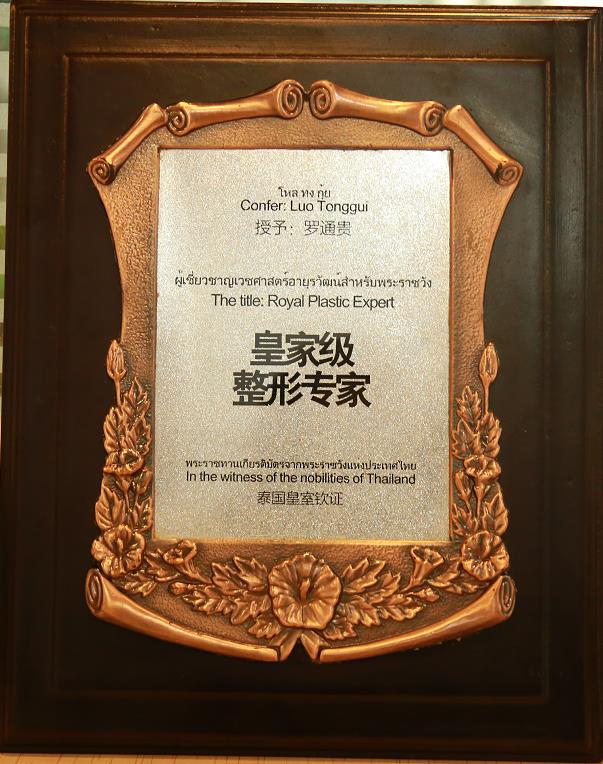 ไหล ทง กุ้ย
Confer: Luo Tonggui
授予：罗通贵
ผู้เชี่ยวชาญเวชศาสตร์อายุรวัฒน์สำหรับพระราชวัง
The title: Royal Plastic Expert
皇家级
整形专家
พระราชทานเกียรติบัตรจากพระราชวังแห่งประเทศไทย
In the witness of the nobilities of Thailand
泰国皇室钦证